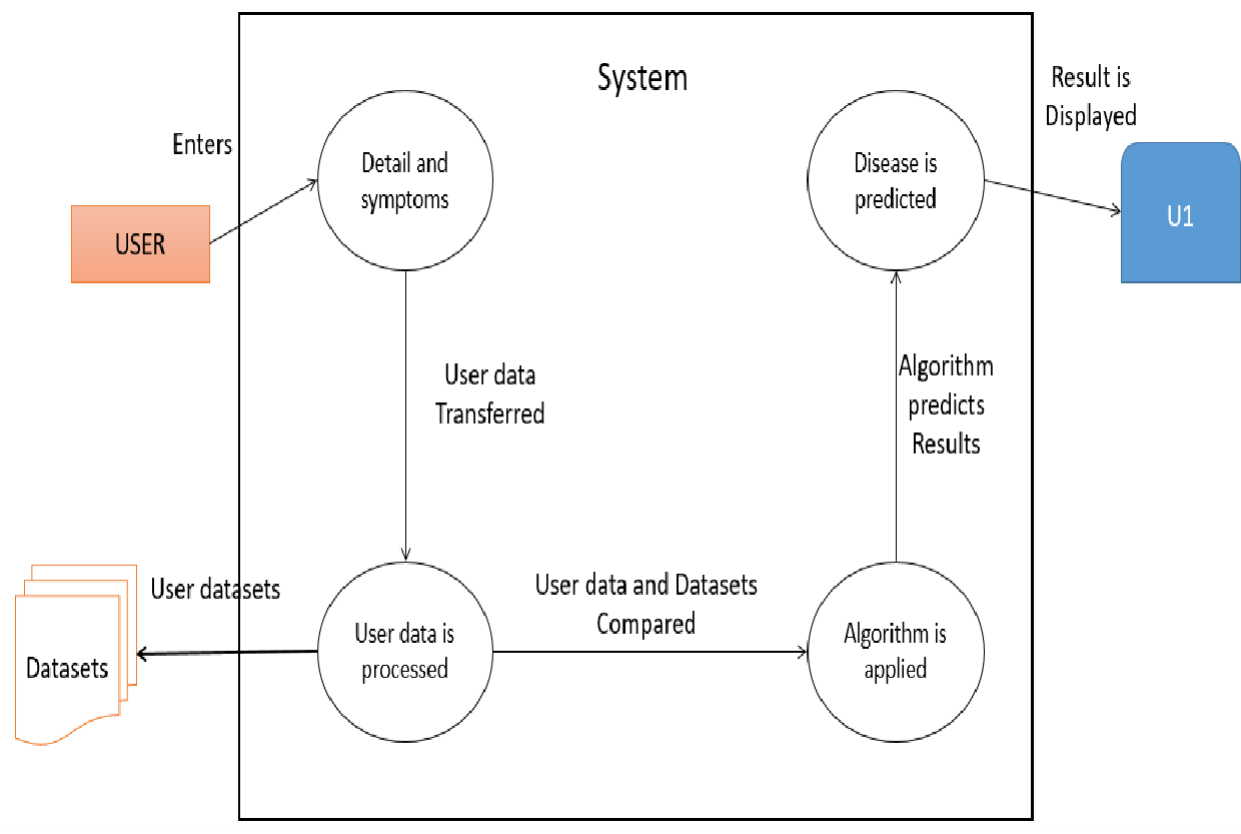 System
Enters
USER
Detail and
symptoms
User data
Transferred
User datasets
Datasets
User data is
processed
User data and Datasets
Compared
Algorithm is
applied
Algorithm
predicts
Results
Disease is
predicted
Result is
Displayed
U1